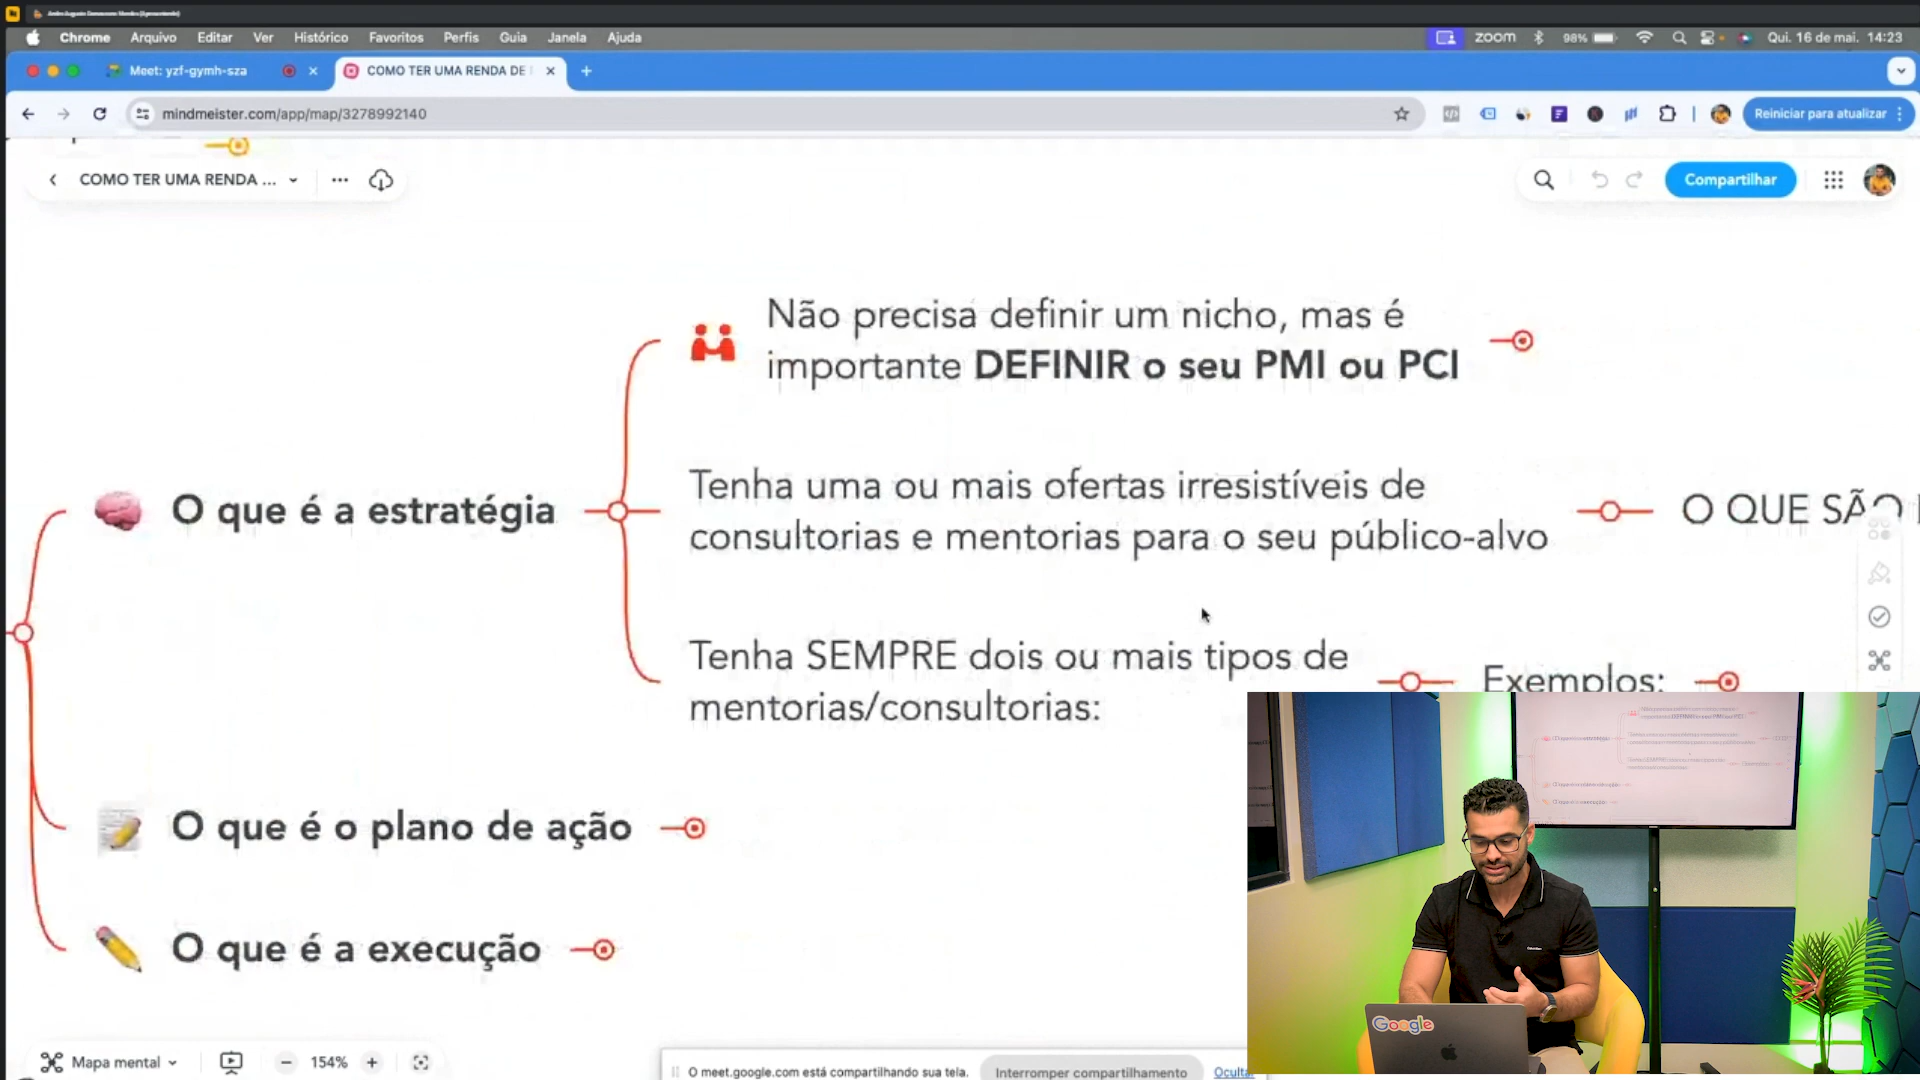 Chrome Arquivo Editar Ver Histórico Favoritos Perfis Guia Janela Ajuda
zoom 98% Qui. 16 de mai. 14:23
Meet: yzf-gymh-sza
COMO TER UMA RENDA DE
mindmeister.com/app/map/3278992140
Reiniciar para atualizar
COMO TER UMA RENDA ...
Compartilhar
Não precisa definir um nicho, mas é
importante DEFINIR o seu PMI ou PCI
O que é a estratégia
Tenha uma ou mais ofertas irresistíveis de
consultorias e mentorias para o seu público-alvo
O QUE SÃO
Tenha SEMPRE dois ou mais tipos de
mentorias/consultorias:
Exemplos:
O que é o plano de ação
O que é a execução
Google
Mapa mental
154%
O meet.google.com está compartilhando sua tela.
Interromper compartilhamento
Ocultar